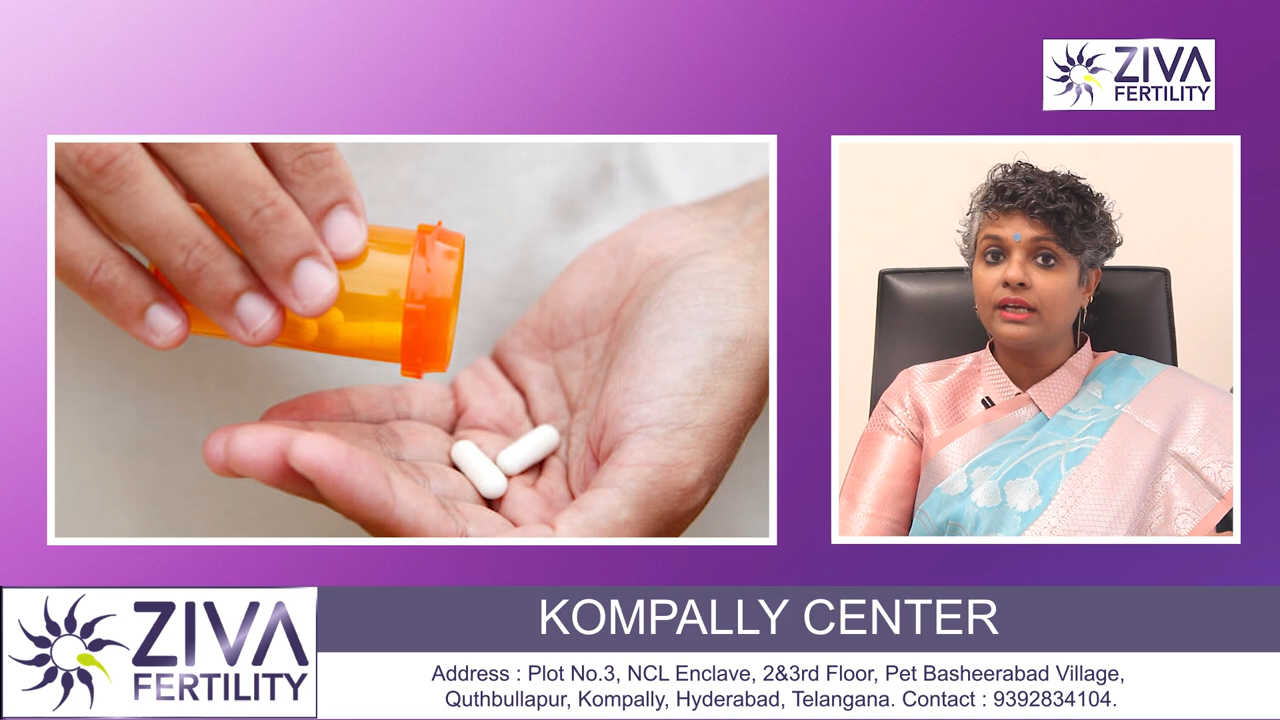 ZIVA
FERTILITY
ZIVA
FERTILITY
KOMPALLY CENTER
Address : Plot No.3, NCL Enclave, 2&3rd Floor, Pet Basheerabad Village,
Quthbullapur, Kompally, Hyderabad, Telangana. Contact : 9392834104.